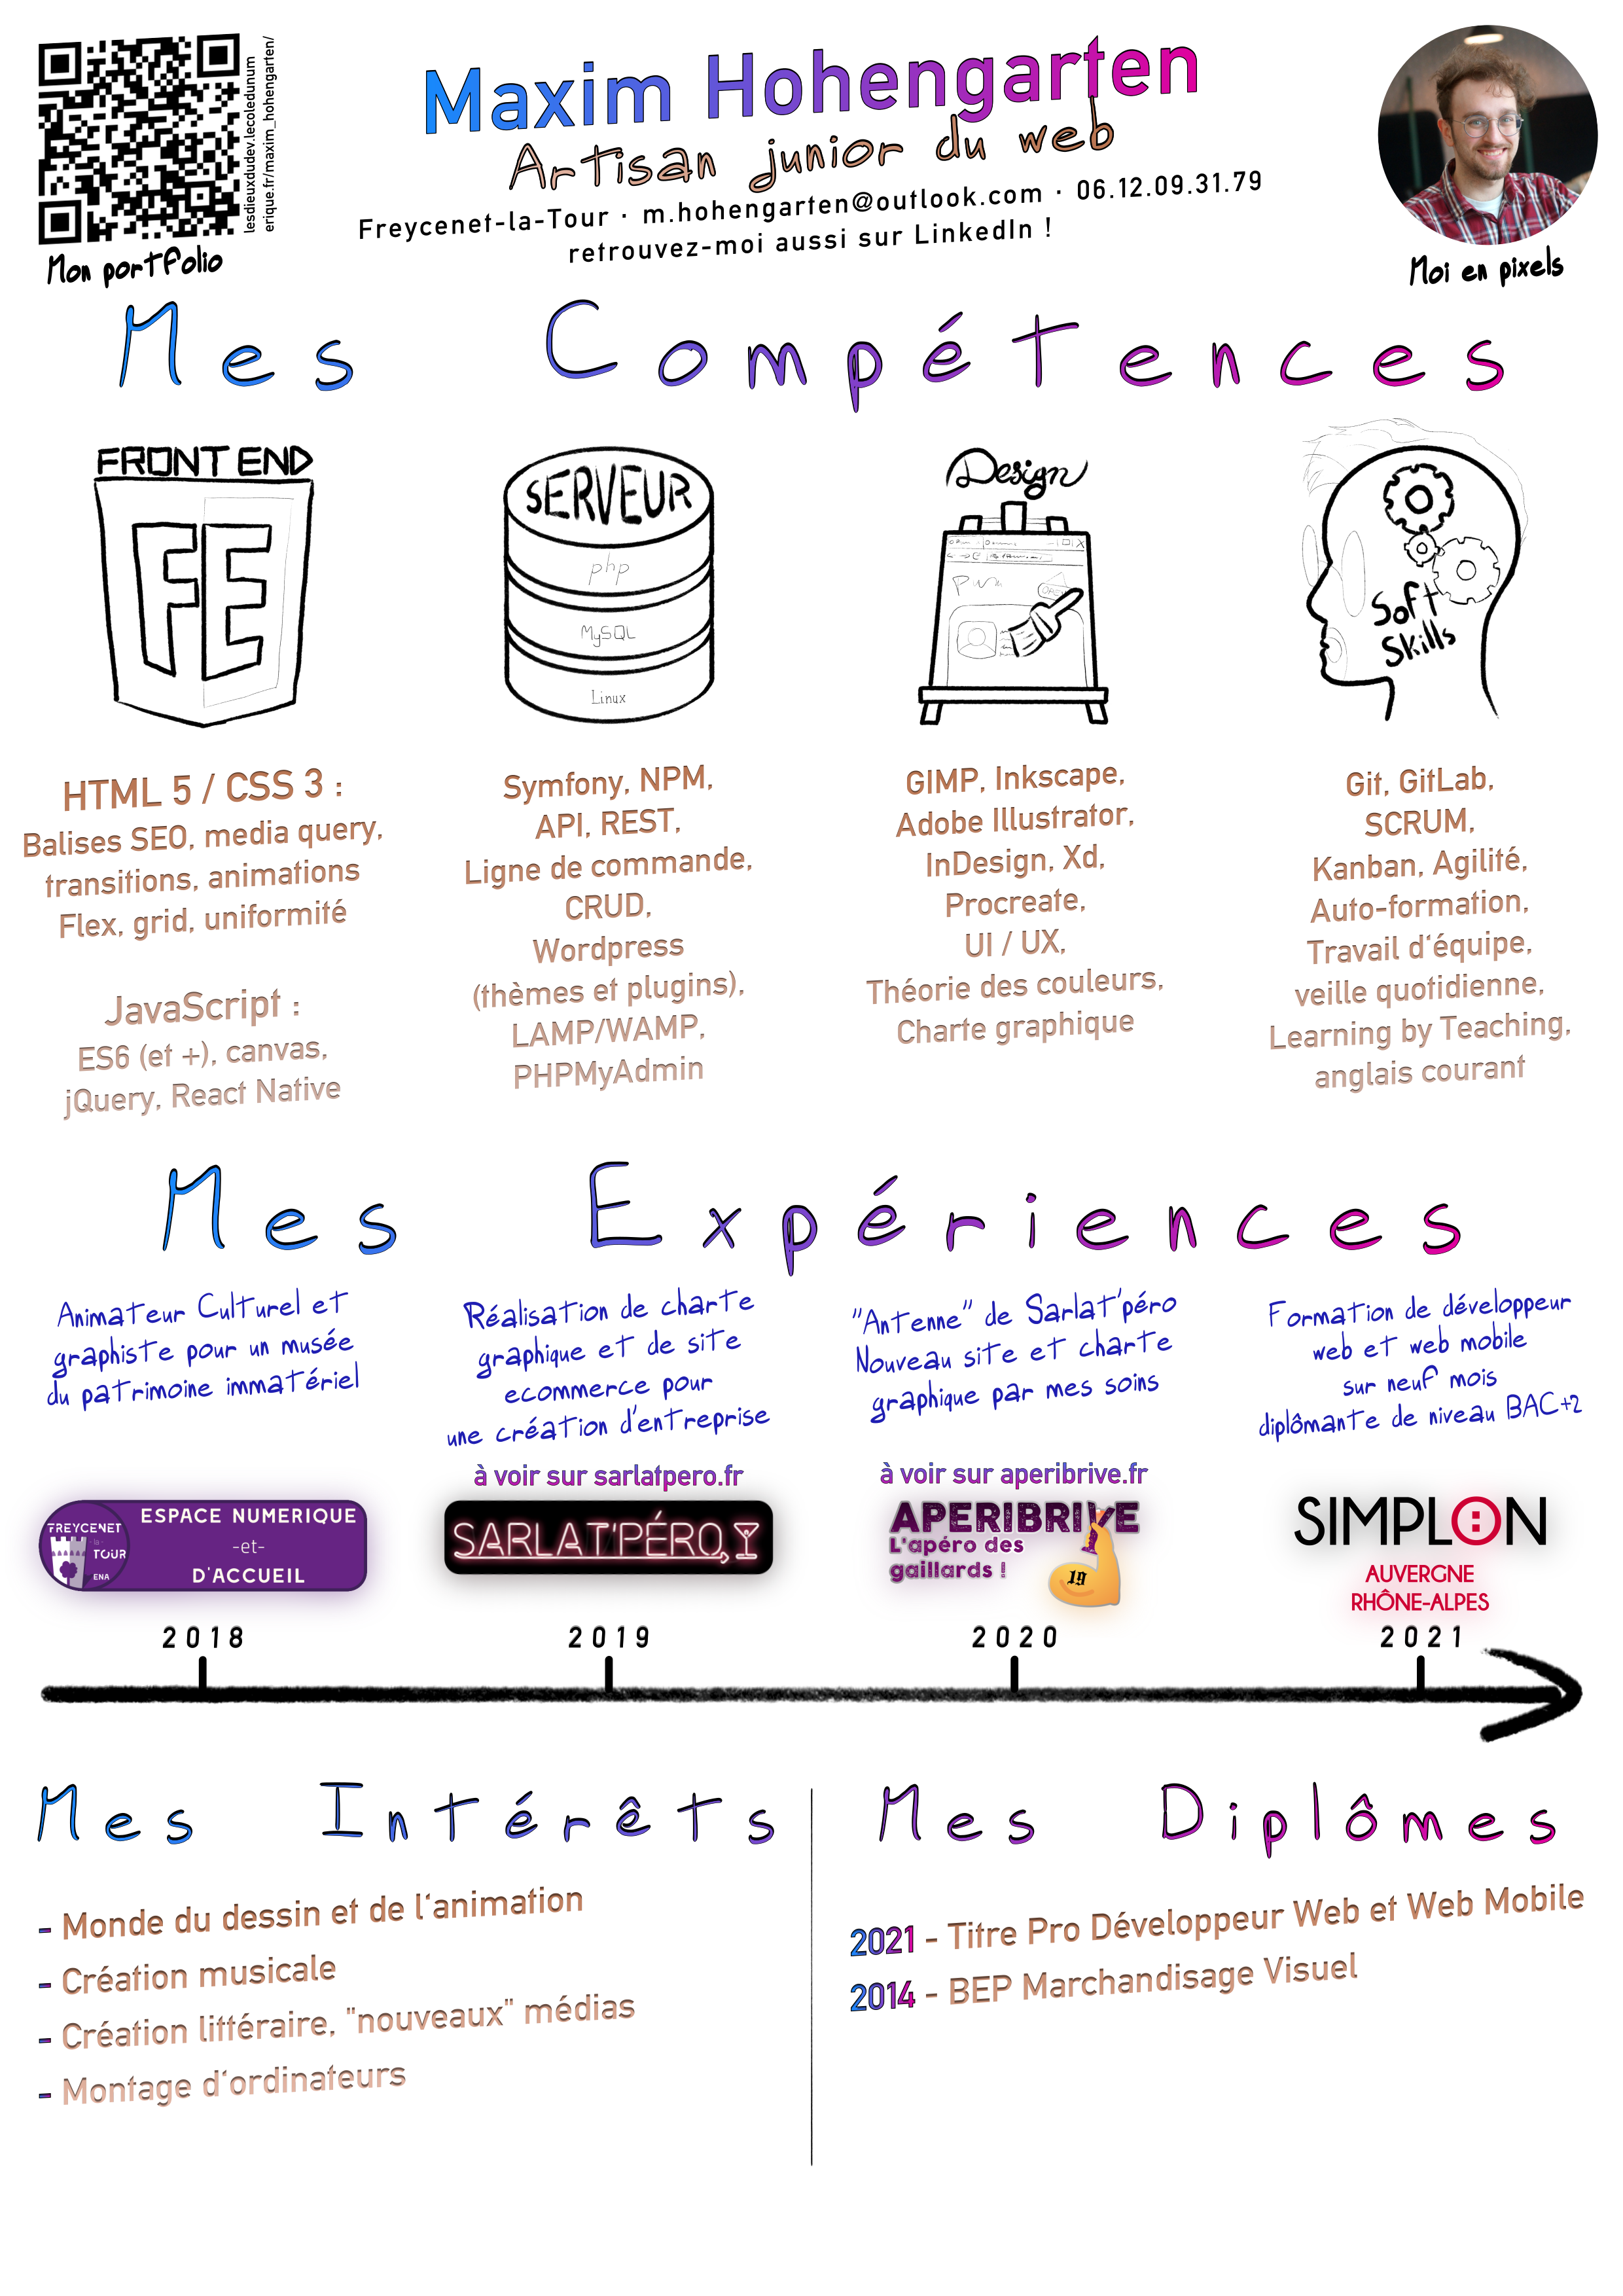 lesdieuxdudev.lecoledunum
erique.fr/maxim_hohengarten/
Mon portfolio
Maxim Hohengarten
Artisan junior du web
Freycenet-la-Tour · m.hohengarten@outlook.com · 06.12.09.31.79
retrouvez-moi aussi sur LinkedIn !
Moi en pixels
Mes Compétences
FRONT END
FE
SERVEUR
php
MySQL
Linux
Design
Soft
Skills
HTML 5 / CSS 3 :
Balises SEO, media query,
transitions, animations
Flex, grid, uniformité
JavaScript :
ES6 (et +), canvas,
jQuery, React Native
Symfony, NPM,
API, REST,
Ligne de commande,
CRUD,
Wordpress
(thèmes et plugins),
LAMP/WAMP,
PHPMyAdmin
GIMP, Inkscape,
Adobe Illustrator,
InDesign, Xd,
Procreate,
UI / UX,
Théorie des couleurs,
Charte graphique
Git, GitLab,
SCRUM,
Kanban, Agilité,
Auto-formation,
Travail d'équipe,
veille quotidienne,
Learning by Teaching,
anglais courant
Mes Expériences
Animateur Culturel et
graphiste pour un musée
du patrimoine immatériel
FREYCENET
la
TOUR
ENA
ESPACE NUMERIQUE
-et-
D'ACCUEIL
2018
Réalisation de charte
graphique et de site
ecommerce pour
une création d'entreprise
à voir sur sarlatpero.fr
SARLAT'PÉRO
2019
"Antenne" de Sarlat'péro
Nouveau site et charte
graphique par mes soins
à voir sur aperibrive.fr
APERIBRIVE
L'apéro des
gaillards !
19
2020
Formation de développeur
web et web mobile
sur neuf mois
diplômante de niveau BAC+2
SIMPLON
AUVERGNE
RHÔNE-ALPES
2021
Mes Intérêts
- Monde du dessin et de l'animation
- Création musicale
- Création littéraire, "nouveaux" médias
- Montage d'ordinateurs
Mes Diplômes
2021 - Titre Pro Développeur Web et Web Mobile
2014 - BEP Marchandisage Visuel